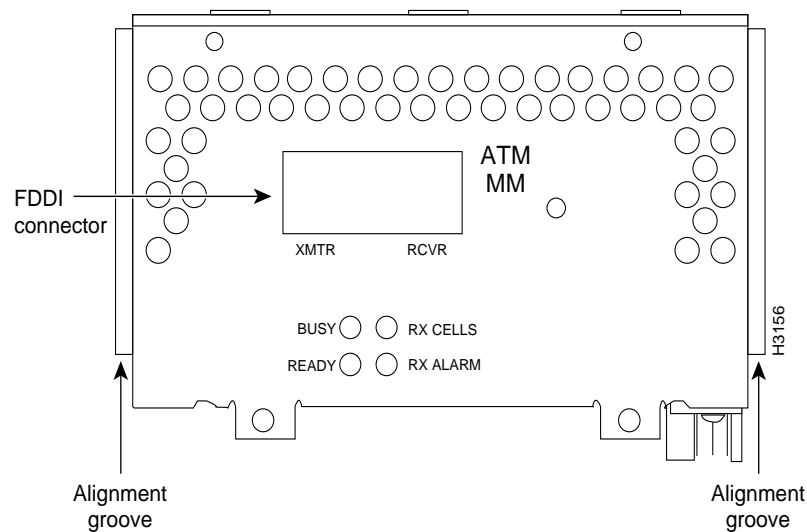 ATM
MM
FDDI
connector
XMTR RCVR
BUSY RX CELLS
READY RX ALARM
H3156
Alignment
groove
Alignment
groove